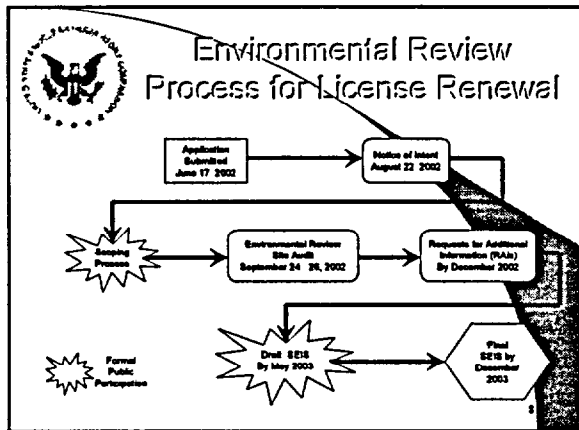 Environmental Review
Process for License Renewal
Application
Submitted
June 17 2002
Notice of Intent
August 22 2002
Scoping
Process
Environmental Review
Site Audit
September 24 26, 2002
Requests for Additional
Information (RAIs)
By December 2002
Draft SEIS
By May 2003
Final
SEIS by
December
2003
Formal
Public
Participation